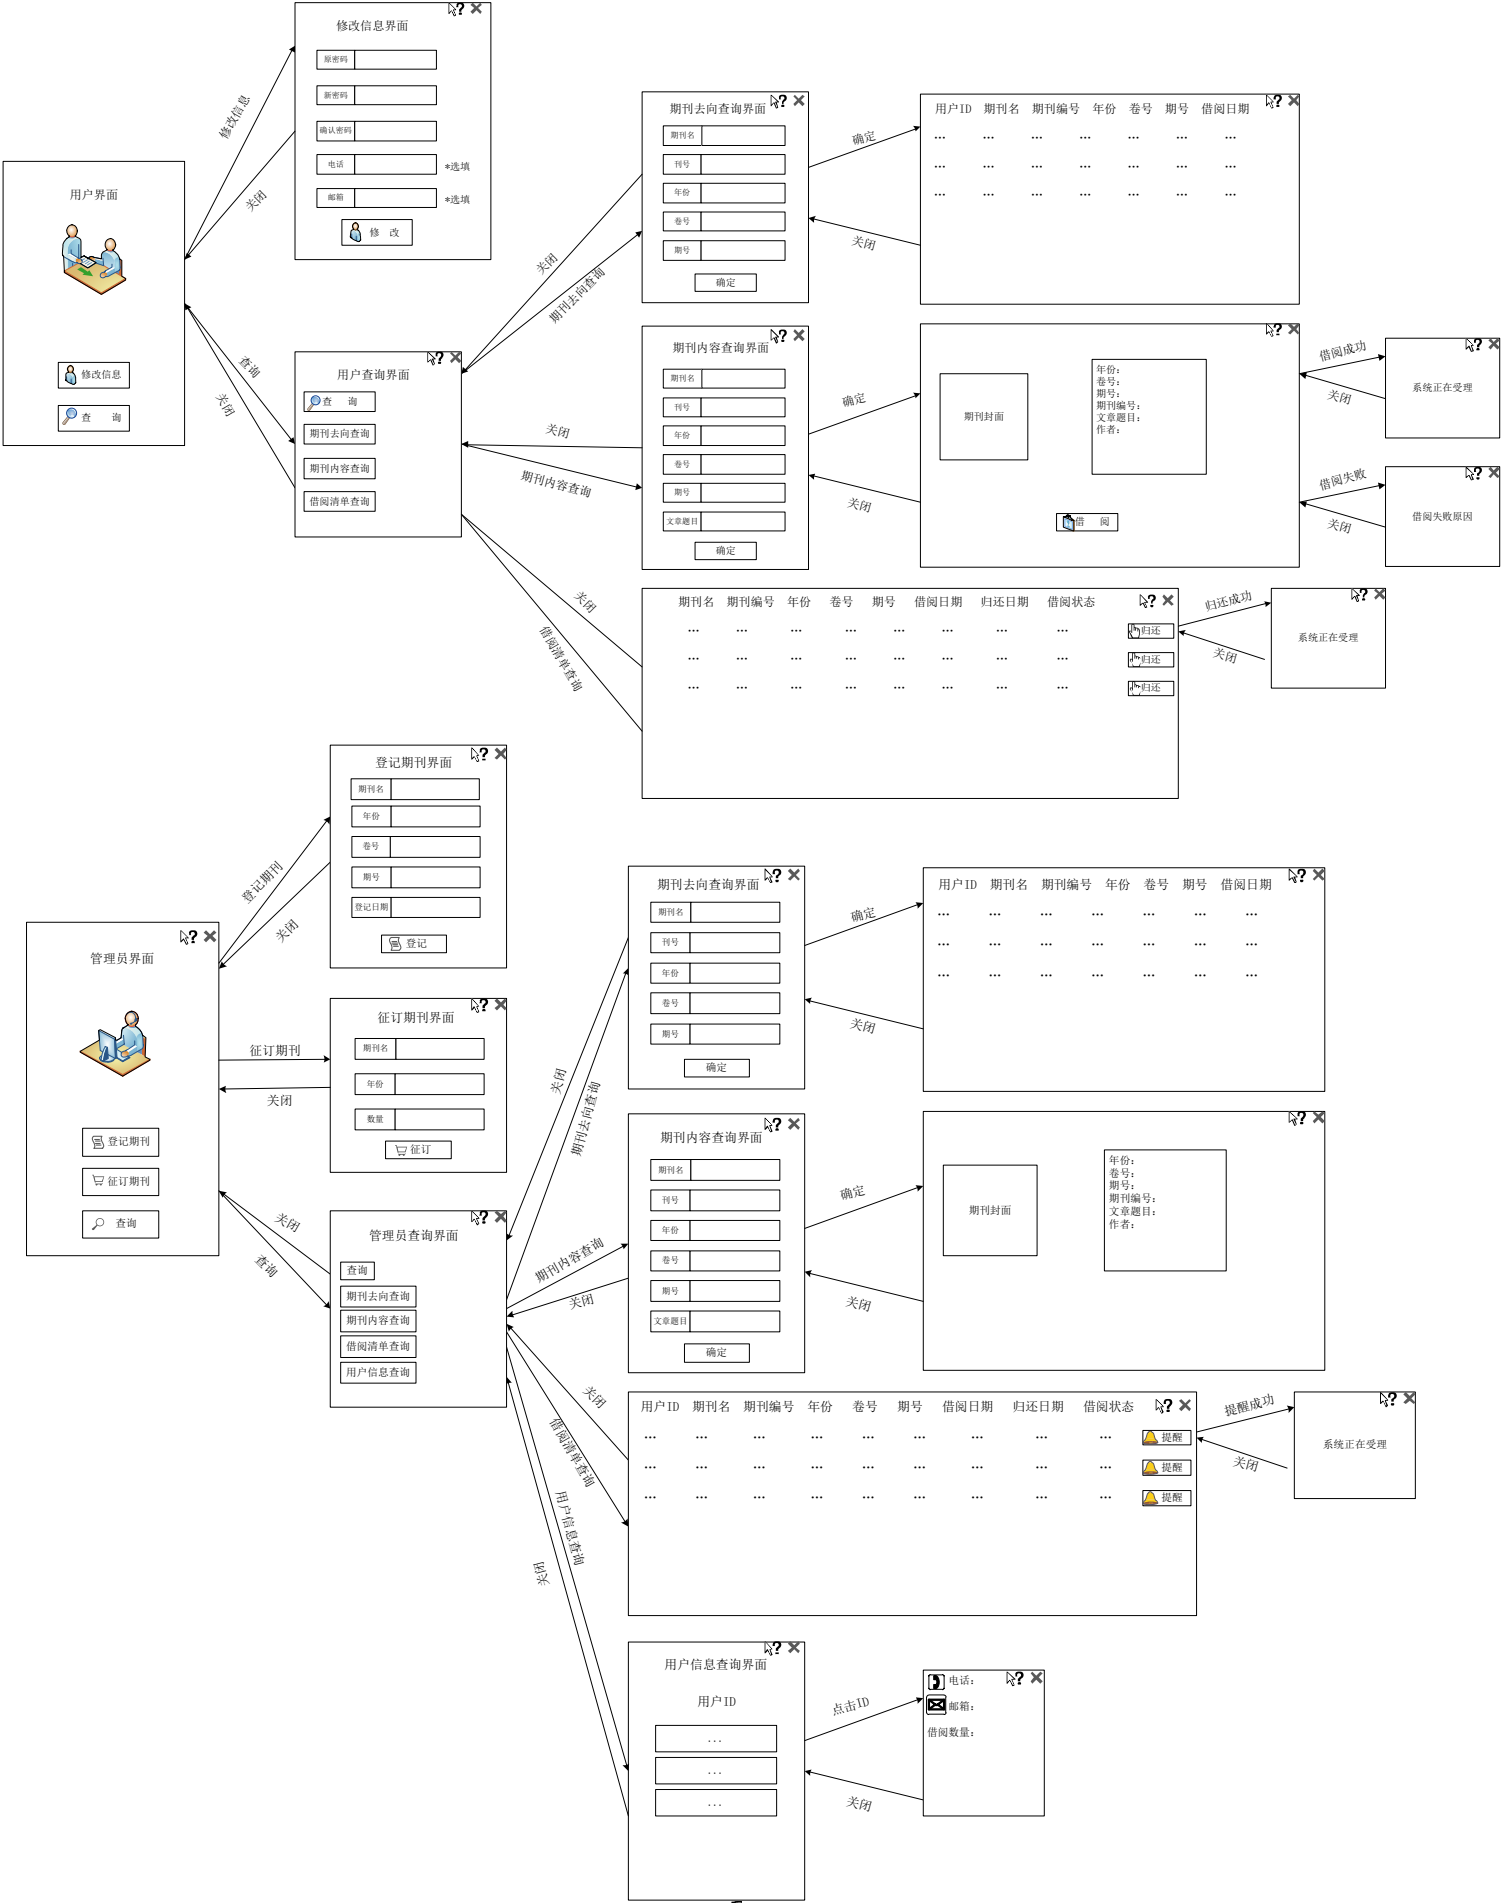 修改信息界面
原密码
新密码
确认密码
电话
*选填
邮箱
*选填
修 改
修改信息
关闭
用户界面
修改信息
查 询
查询
关闭
用户查询界面
查 询
期刊去向查询
期刊内容查询
借阅清单查询
关闭
期刊去向查询
关闭
期刊内容查询
关闭
借阅清单查询
期刊去向查询界面
期刊名
刊号
年份
卷号
期号
确定
确定
关闭
用户ID 期刊名 期刊编号 年份 卷号 期号 借阅日期
... ... ... ... ... ... ...
... ... ... ... ... ... ...
... ... ... ... ... ... ...
期刊内容查询界面
期刊名
刊号
年份
卷号
期号
文章题目
确定
确定
关闭
期刊封面
年份：
卷号：
期号：
期刊编号：
文章题目：
作者：
借 阅
借阅成功
关闭
系统正在受理
借阅失败
关闭
借阅失败原因
期刊名 期刊编号 年份 卷号 期号 借阅日期 归还日期 借阅状态
... ... ... ... ... ... ... ... 归还
... ... ... ... ... ... ... ... 归还
... ... ... ... ... ... ... ... 归还
归还成功
关闭
系统正在受理
登记期刊界面
期刊名
年份
卷号
期号
登记日期
登记
登记期刊
关闭
管理员界面
登记期刊
征订期刊
查询
征订期刊
关闭
征订期刊界面
期刊名
年份
数量
征订
关闭
查询
管理员查询界面
查询
期刊去向查询
期刊内容查询
借阅清单查询
用户信息查询
关闭
期刊去向查询
期刊内容查询
关闭
关闭
借阅清单查询
用户信息查询
关闭
期刊去向查询界面
期刊名
刊号
年份
卷号
期号
确定
确定
关闭
用户ID 期刊名 期刊编号 年份 卷号 期号 借阅日期
... ... ... ... ... ... ...
... ... ... ... ... ... ...
... ... ... ... ... ... ...
期刊内容查询界面
期刊名
刊号
年份
卷号
期号
文章题目
确定
确定
关闭
期刊封面
年份：
卷号：
期号：
期刊编号：
文章题目：
作者：
用户ID 期刊名 期刊编号 年份 卷号 期号 借阅日期 归还日期 借阅状态
... ... ... ... ... ... ... ... ... 提醒
... ... ... ... ... ... ... ... ... 提醒
... ... ... ... ... ... ... ... ... 提醒
提醒成功
关闭
系统正在受理
用户信息查询界面
用户ID
...
...
...
点击ID
关闭
电话：
邮箱：
借阅数量：